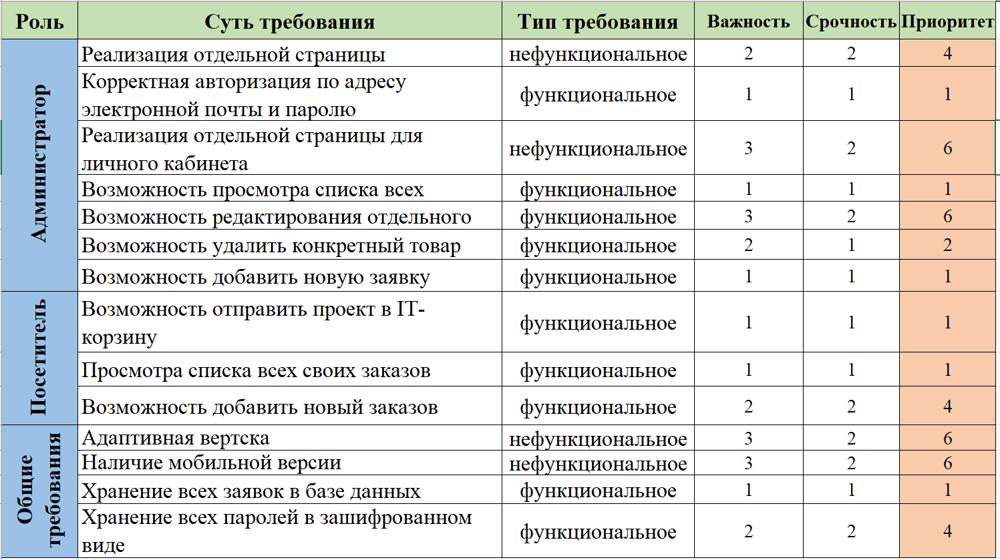 Роль Суть требования Тип требования Важность Срочность Приоритет
Администратор
Реализация отдельной страницы нефункциональное 2 2 4
Корректная авторизация по адресу
электронной почты и паролю функциональное 1 1 1
Реализация отдельной страницы для
личного кабинета нефункциональное 3 2 6
Возможность просмотра списка всех функциональное 1 1 1
Возможность редактирования отдельного функциональное 3 2 6
Возможность удалить конкретный товар функциональное 2 1 2
Возможность добавить новую заявку функциональное 1 1 1
Посетитель
Возможность отправить проект в IT-
корзину функциональное 1 1 1
Просмотра списка всех своих заказов функциональное 1 1 1
Возможность добавить новый заказов функциональное 2 2 4
Общие
требования
Адаптивная вертска нефункциональное 3 2 6
Наличие мобильной версии нефункциональное 3 2 6
Хранение всех заявок в базе данных функциональное 1 1 1
Хранение всех паролей в зашифрованном
виде функциональное 2 2 4